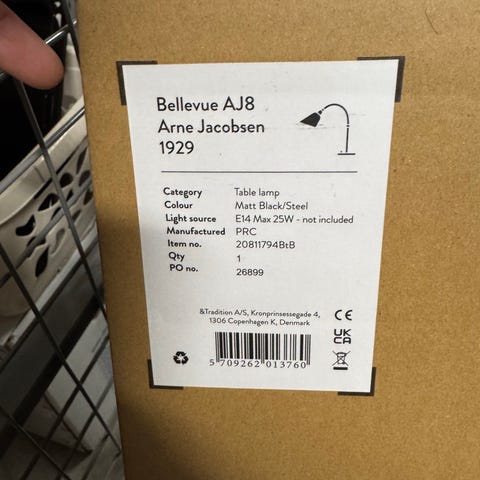 Bellevue AJ8
Arne Jacobsen
1929
Category Table lamp
Colour Matt Black/Steel
Light source E14 Max 25W - not included
Manufactured PRC
Item no. 20811794BtB
Qty 1
PO no. 26899
&Tradition A/S, Kronprinsessegade 4,
1306 Copenhagen K, Denmark
CE
UK
CA
5 709262 013760